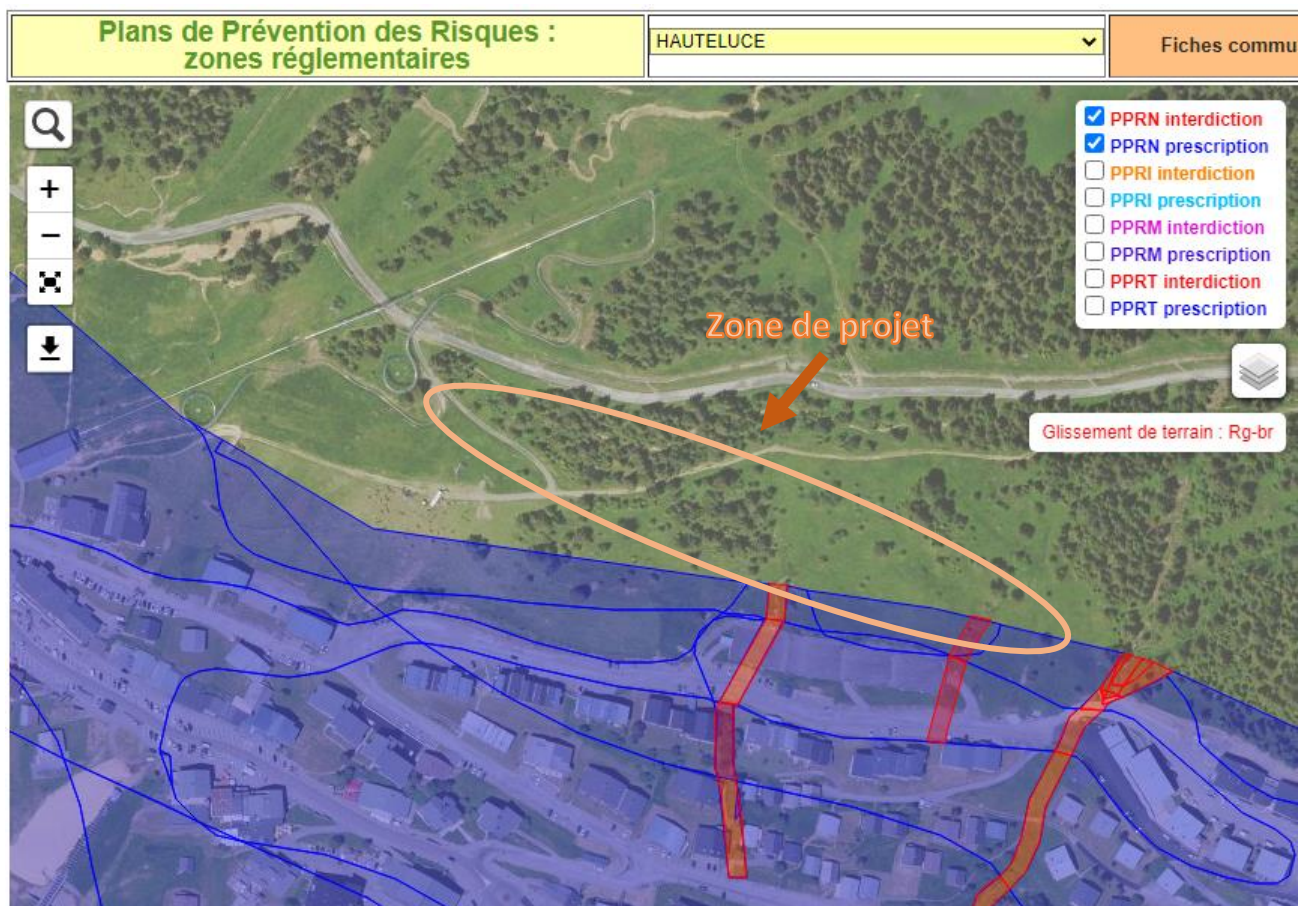 Plans de Prévention des Risques :
zones réglementaires
HAUTELUCE
Fiches commu
PPRN interdiction
PPRN prescription
PPRI interdiction
PPRI prescription
PPRM interdiction
PPRM prescription
PPRT interdiction
PPRT prescription
+
−
Zone de projet
Glissement de terrain : Rg-br